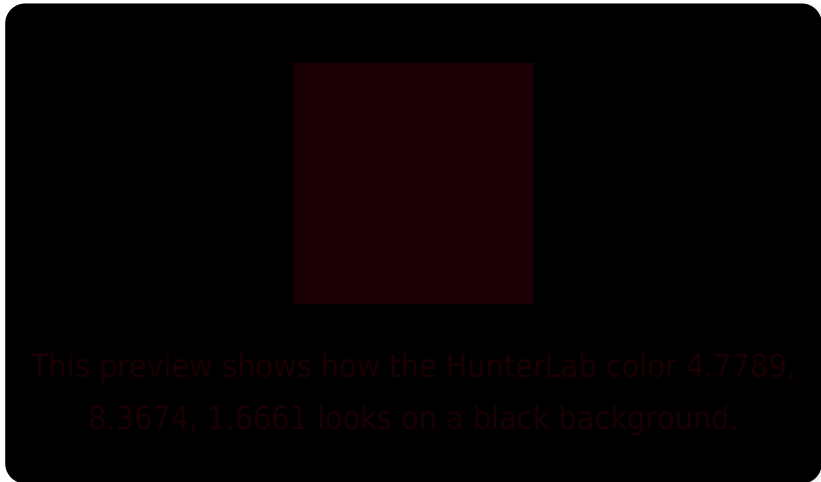 This preview shows how the HunterLab color 4.7789,
8.3674, 1.6661 looks on a black background.